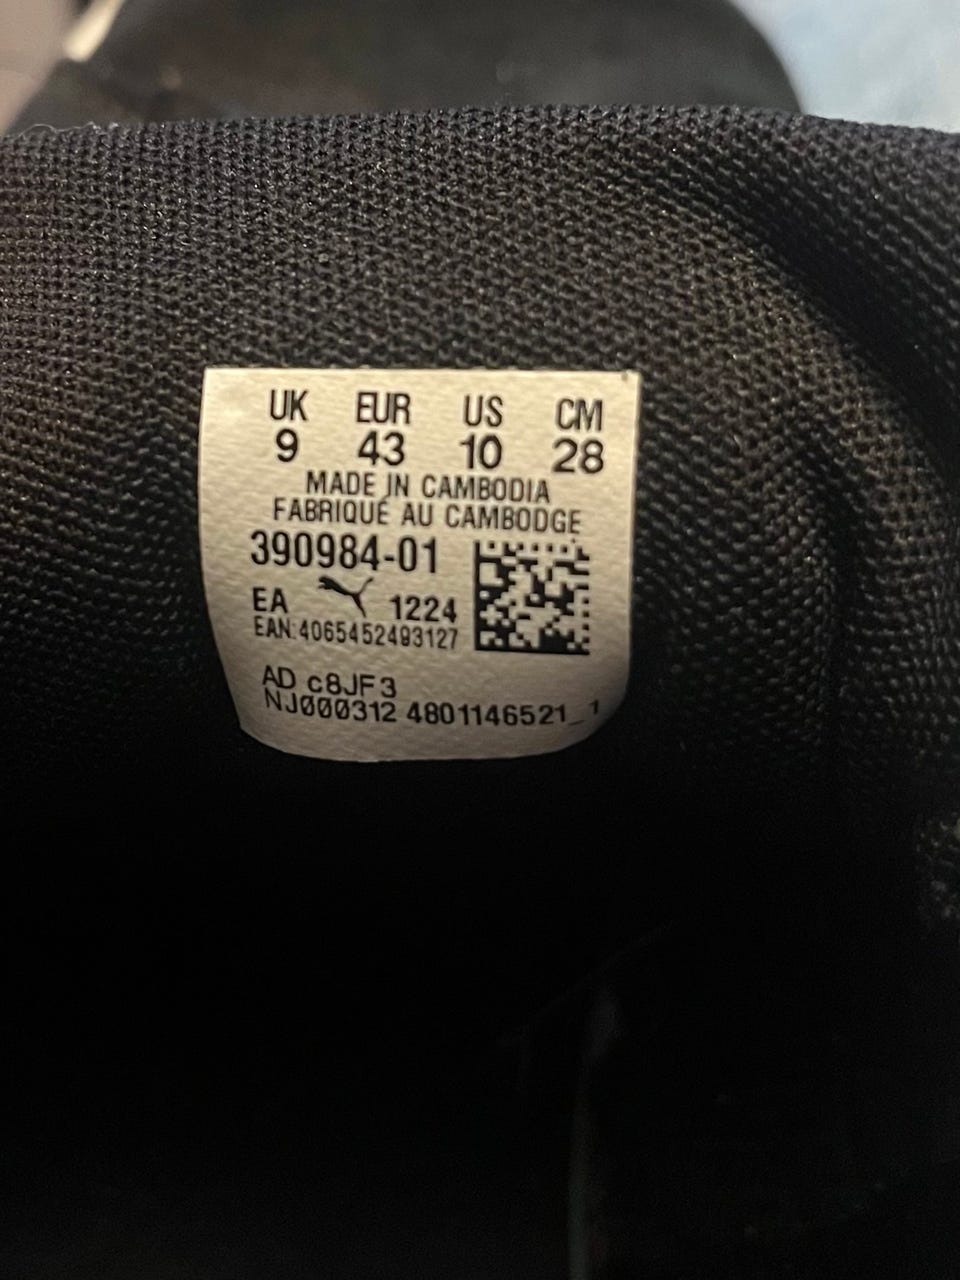 UK EUR US CM
9 43 10 28
MADE IN CAMBODIA
FABRIQUÉ AU CAMBODGE
390984-01
EA 1224
EAN:4065452493127
AD c8JF3
NJ000312 4801146521_1